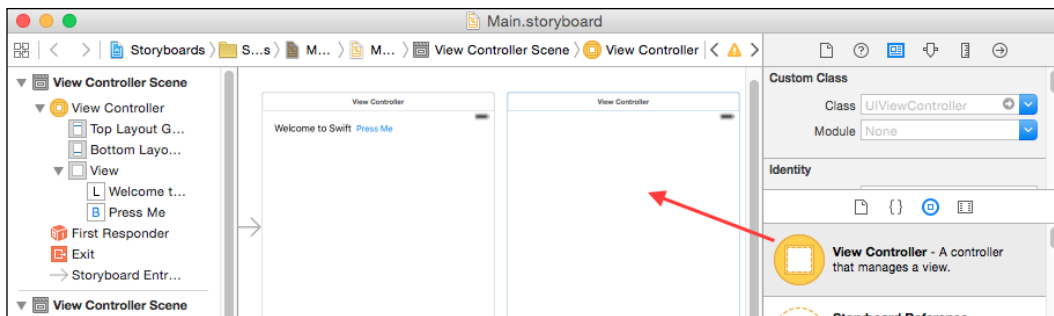 Main.storyboard
Storyboards S...s M... M... View Controller Scene View Controller
View Controller Scene
View Controller
Top Layout G...
Bottom Layo...
View
L Welcome t...
B Press Me
First Responder
Exit
Storyboard Entr...
View Controller Scene
View Controller
Welcome to Swift Press Me
View Controller
Custom Class
Class UIViewController
Module None
Identity
{}
View Controller - A controller
that manages a view.
Storyboard Reference